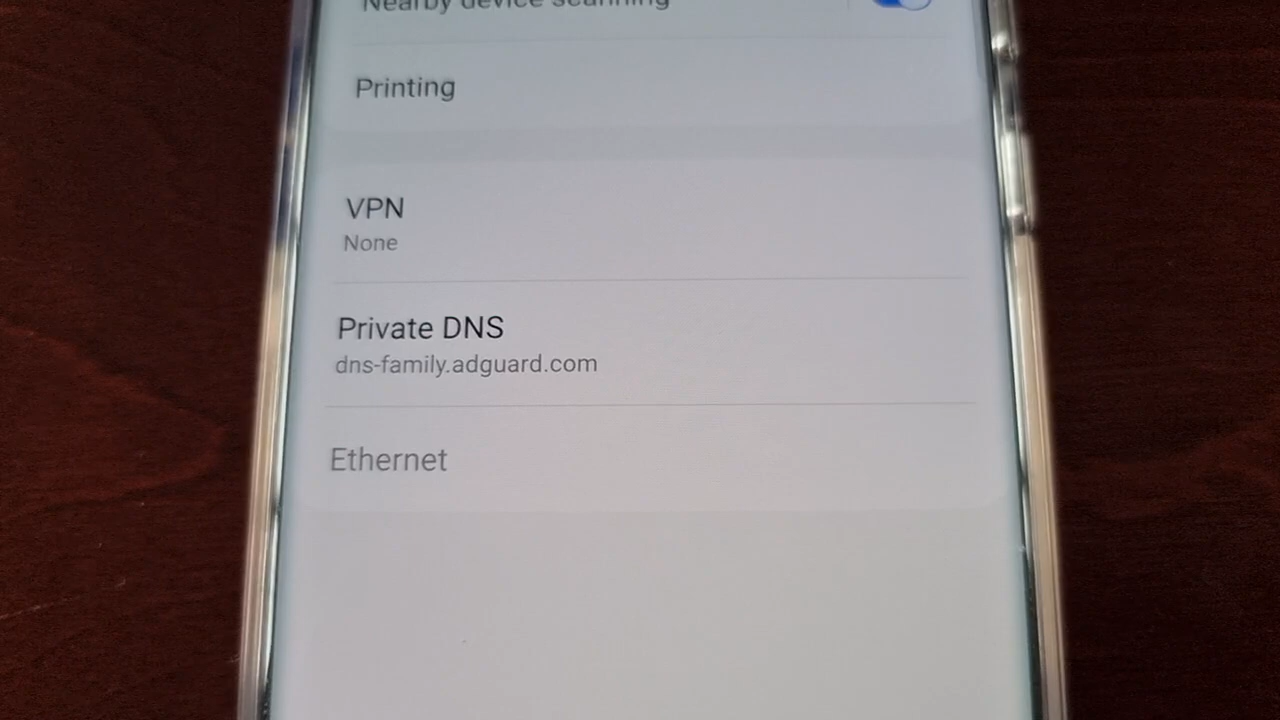 Nearby device scanning
Printing
VPN
None
Private DNS
dns-family.adguard.com
Ethernet